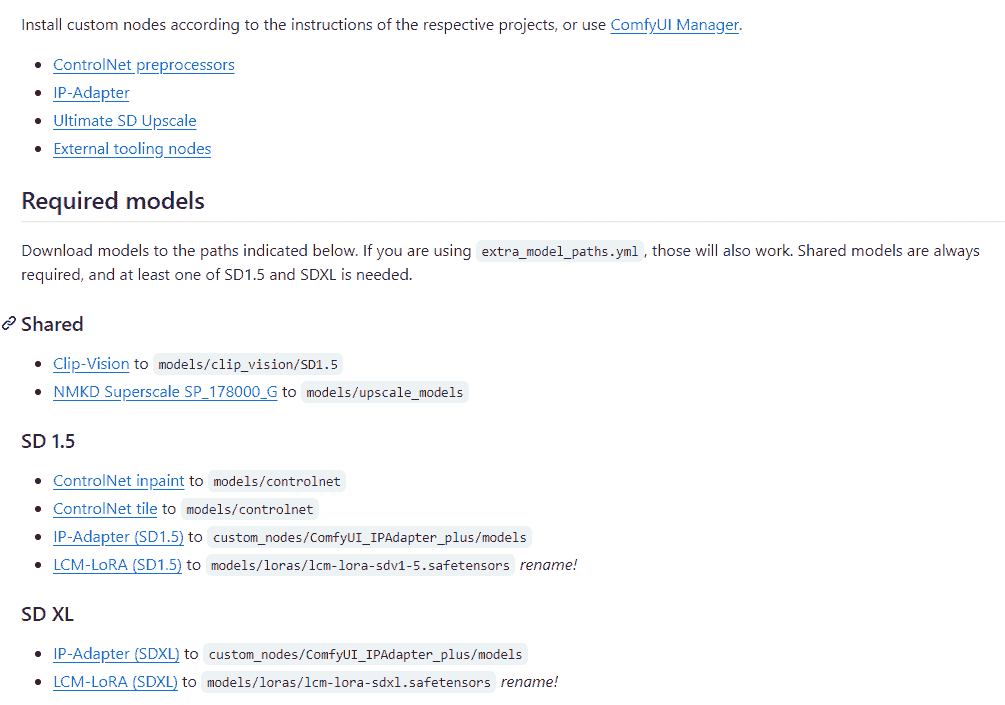 Install custom nodes according to the instructions of the respective projects, or use ComfyUI Manager.
ControlNet preprocessors
IP-Adapter
Ultimate SD Upscale
External tooling nodes
Required models
Download models to the paths indicated below. If you are using extra_model_paths.yml , those will also work. Shared models are always
required, and at least one of SD1.5 and SDXL is needed.
Shared
Clip-Vision to models/clip_vision/SD1.5
NMKD Superscale SP_178000_G to models/upscale_models
SD 1.5
ControlNet inpaint to models/controlnet
ControlNet tile to models/controlnet
IP-Adapter (SD1.5) to custom_nodes/ComfyUI_IPAdapter_plus/models
LCM-LoRA (SD1.5) to models/loras/lcm-lora-sdv1-5.safetensors rename!
SD XL
IP-Adapter (SDXL) to custom_nodes/ComfyUI_IPAdapter_plus/models
LCM-LoRA (SDXL) to models/loras/lcm-lora-sdxl.safetensors rename!